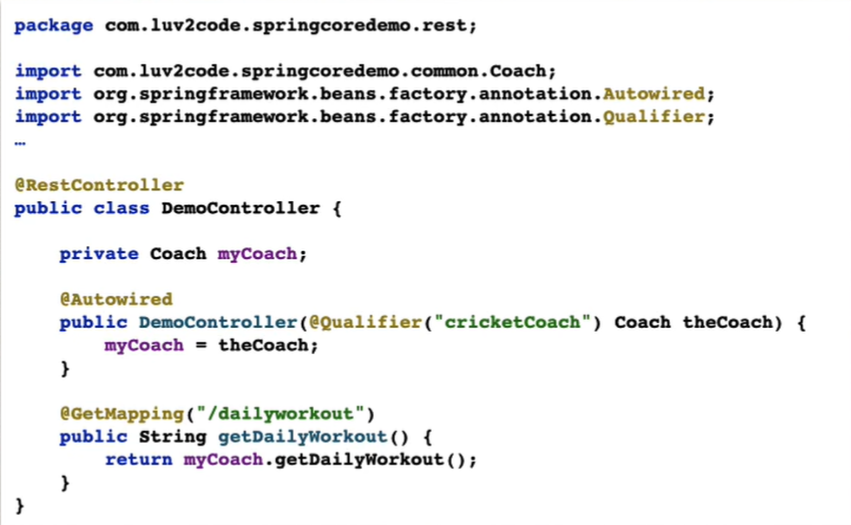 package com.luv2code.springcoredemo.rest;
import com.luv2code.springcoredemo.common.Coach;
import org.springframework.beans.factory.annotation.Autowired;
import org.springframework.beans.factory.annotation.Qualifier;
…
@RestController
public class DemoController {
private Coach myCoach;
@Autowired
public DemoController(@Qualifier("cricketCoach") Coach theCoach) {
myCoach = theCoach;
}
@GetMapping("/dailyworkout")
public String getDailyWorkout() {
return myCoach.getDailyWorkout();
}
}